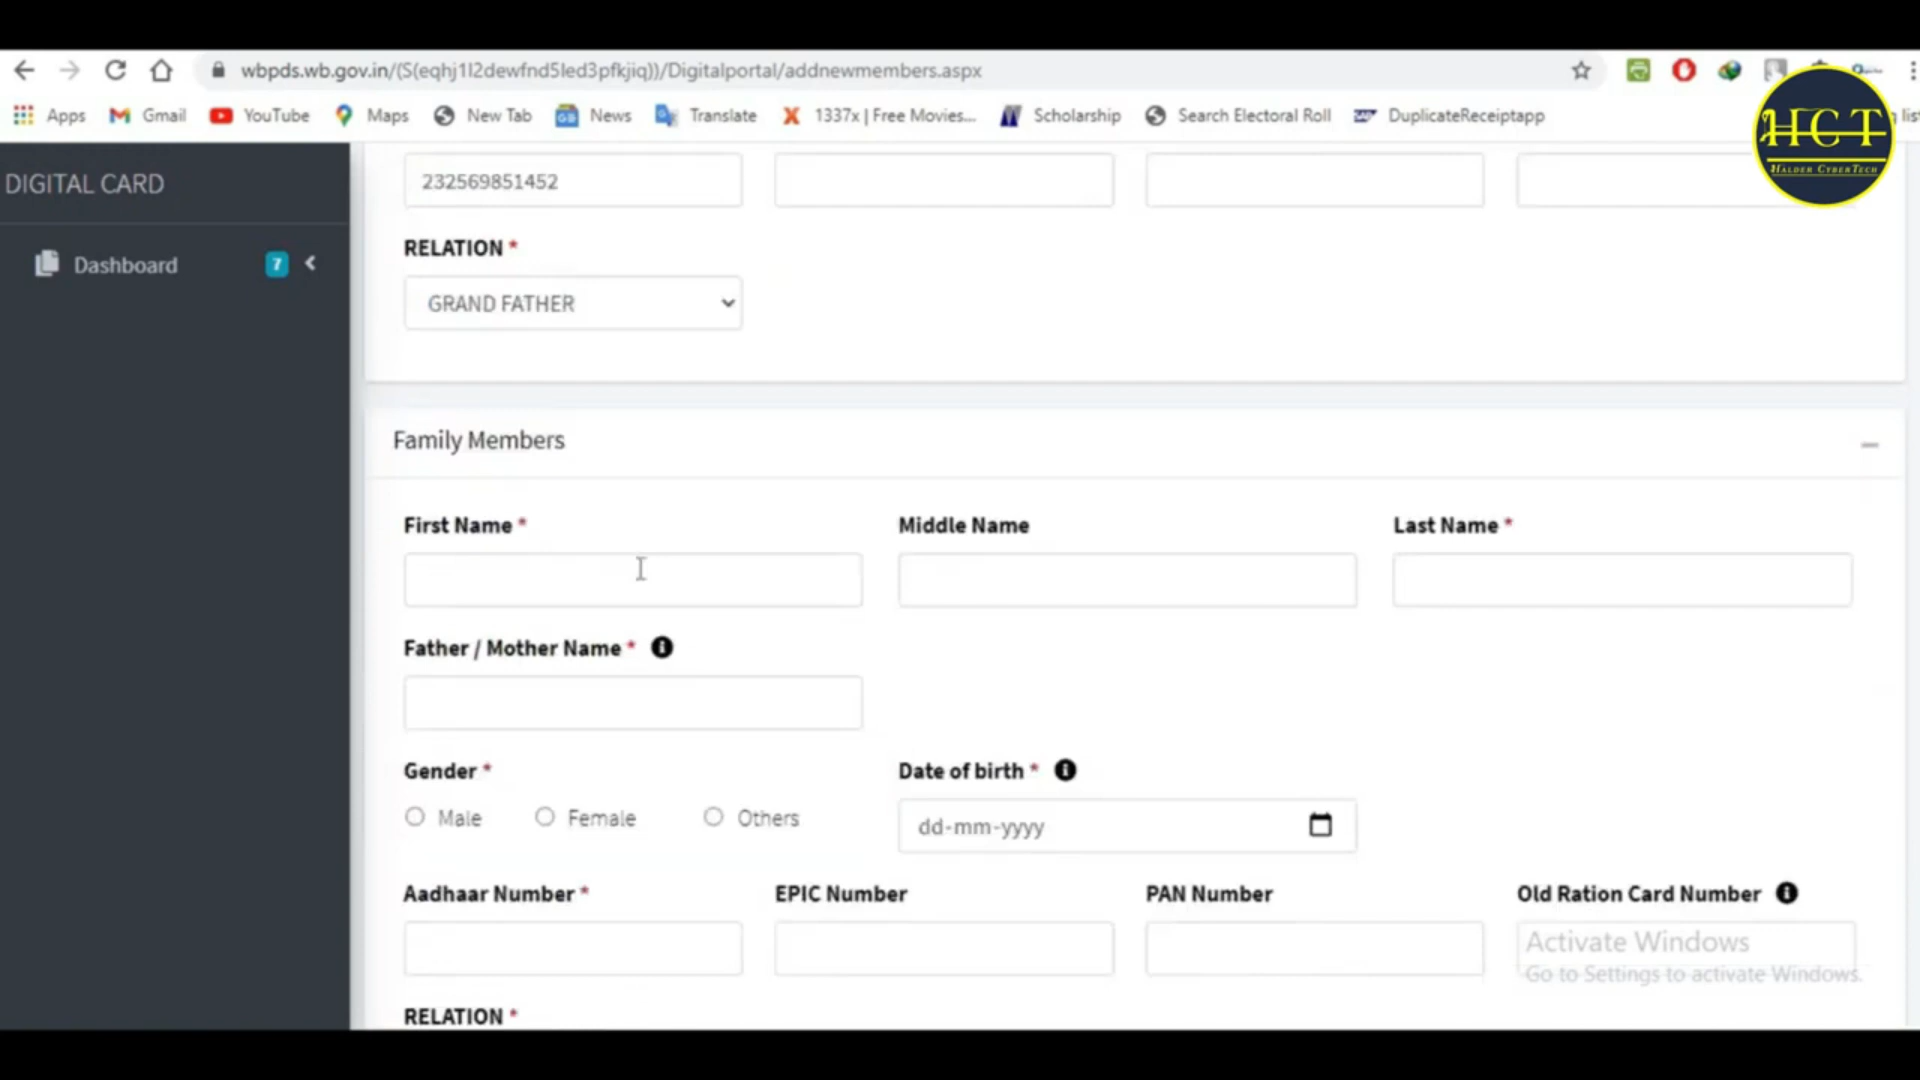 wbpds.wb.gov.in/(S(eqhj1l2dewfnd5led3pfkjiq))/Digitalportal/addnewmembers.aspx
Apps Gmail YouTube Maps New Tab News Translate 1337x | Free Movies... Scholarship Search Electoral Roll DuplicateReceiptapp g list
HCT
HALDER CYBERTECH
DIGITAL CARD
Dashboard 7
232569851452
RELATION *
GRAND FATHER
Family Members
First Name * Middle Name Last Name *
Father / Mother Name *
Gender * Date of birth *
Male Female Others dd-mm-yyyy
Aadhaar Number * EPIC Number PAN Number Old Ration Card Number
Activate Windows
Go to Settings to activate Windows.
RELATION *